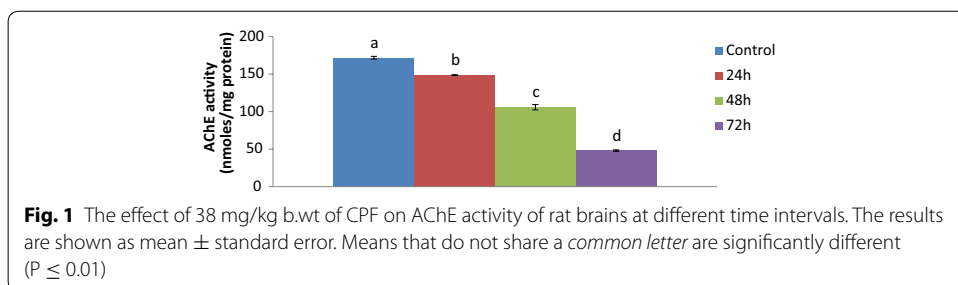 200
150
100
50
0
AChE activity
(nmoles/mg protein)
a
b
c
d
Control
24h
48h
72h
Fig. 1 The effect of 38 mg/kg b.wt of CPF on AChE activity of rat brains at different time intervals. The results
are shown as mean ± standard error. Means that do not share a common letter are significantly different
(P ≤ 0.01)